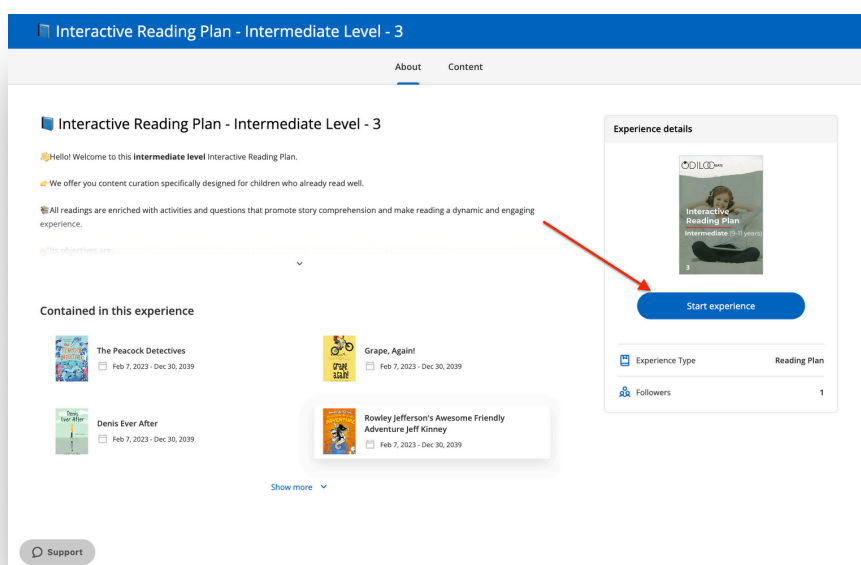 Interactive Reading Plan - Intermediate Level - 3
About Content
Interactive Reading Plan - Intermediate Level - 3
Hello! Welcome to this intermediate level Interactive Reading Plan.
We offer you content curation specifically designed for children who already read well.
All readings are enriched with activities and questions that promote story comprehension and make reading a dynamic and engaging
experience.
Its objectives are:
Contained in this experience
The Peacock Detectives
Feb 7, 2023 - Dec 30, 2039
Grape, Again!
Feb 7, 2023 - Dec 30, 2039
Denis Ever After
Feb 7, 2023 - Dec 30, 2039
Rowley Jefferson's Awesome Friendly
Adventure Jeff Kinney
Feb 7, 2023 - Dec 30, 2039
Show more
Experience details
Interactive
Reading Plan
Intermediate (9-11 years)
3
Start experience
Experience Type Reading Plan
Followers 1
Support